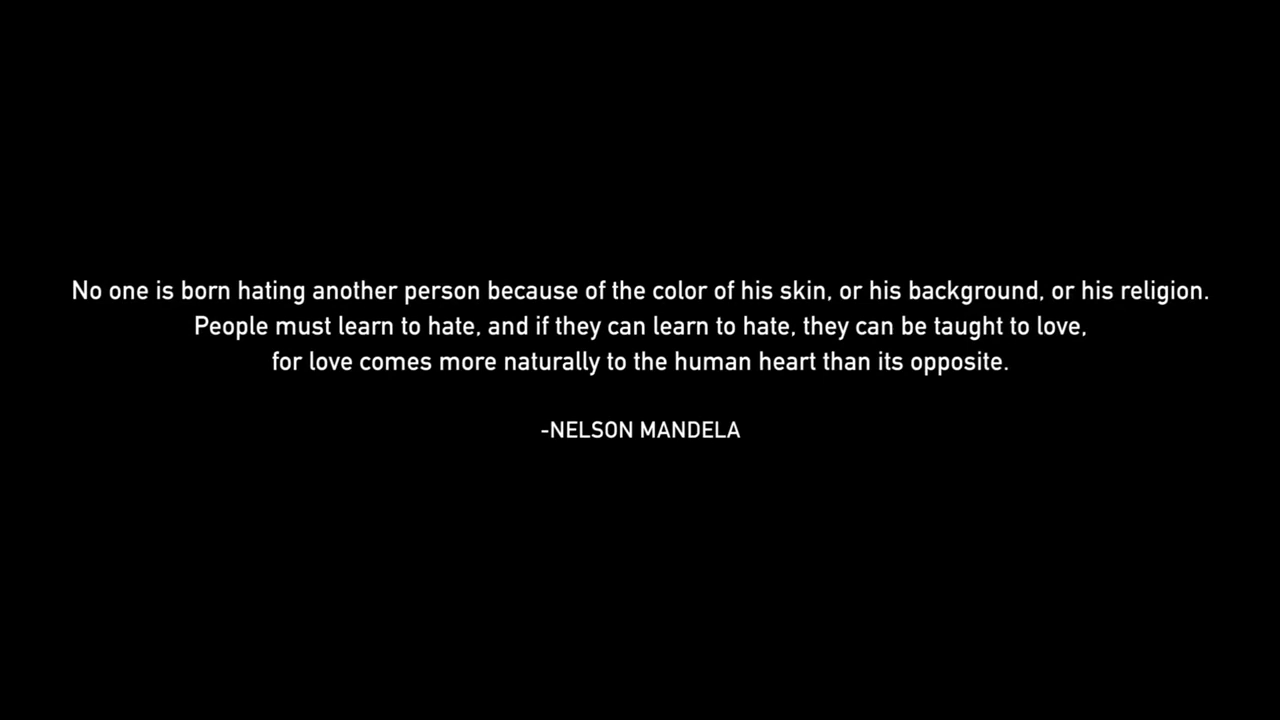 No one is born hating another person because of the color of his skin, or his background, or his religion.
People must learn to hate, and if they can learn to hate, they can be taught to love,
for love comes more naturally to the human heart than its opposite.
-NELSON MANDELA